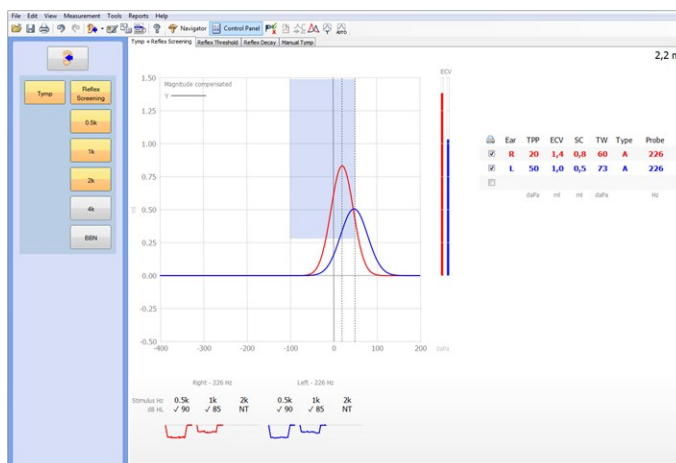 File Edit View Measurement Tools Reports Help
Navigator Control Panel
Tymp + Reflex Screening Reflex Threshold Reflex Decay Manual Tymp
2,2 m
Tymp
Reflex Screening
0.5k
1k
2k
4k
BBN
Magnitude compensated
Y
1.50
1.25
1.00
0.75
0.50
0.25
0.00
-0.25
-0.50
ml
-400 -300 -200 -100 0 100 200 daPa
ECV
Ear TPP ECV SC TW Type Probe
R 20 1,4 0,8 60 A 226
L 50 1,0 0,5 73 A 226
daPa ml ml daPa Hz
Right - 226 Hz Left - 226 Hz
Stimulus Hz 0.5k 1k 2k 0.5k 1k 2k
dB HL ✓ 90 ✓ 85 NT ✓ 90 ✓ 85 NT